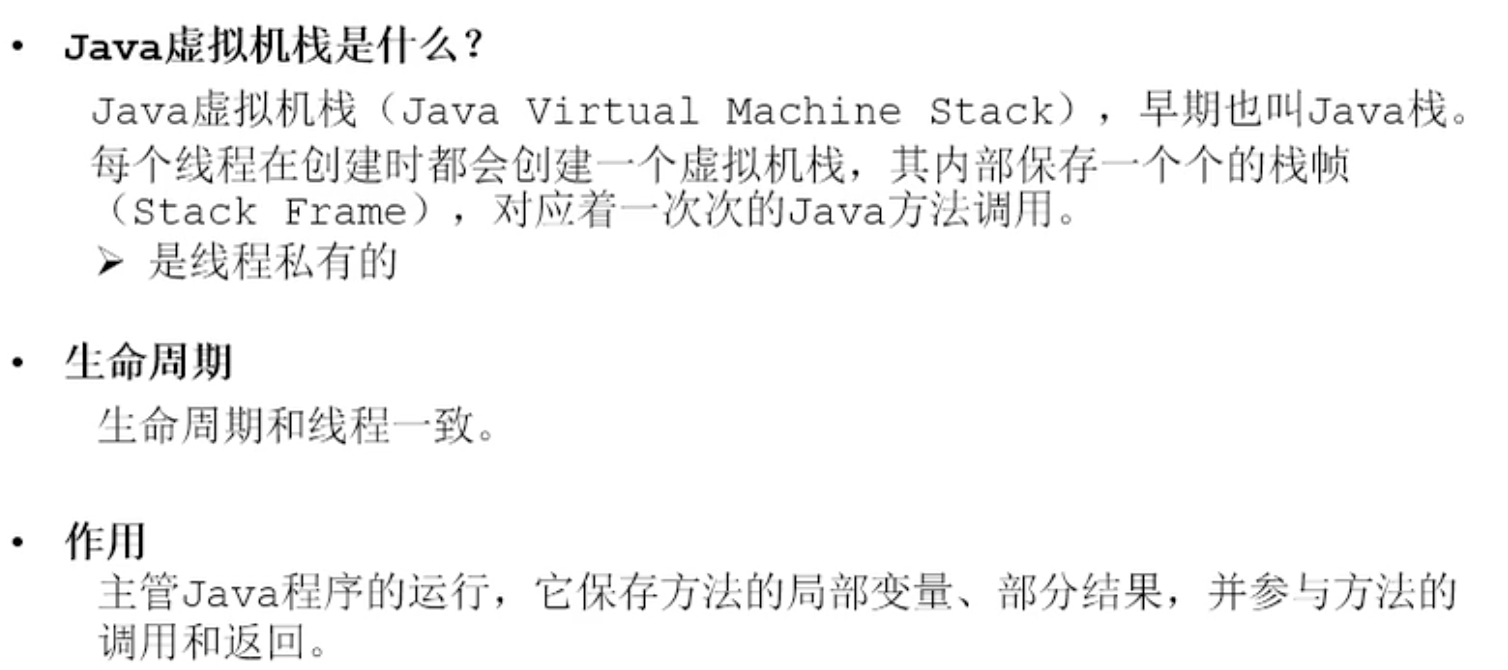 • Java虚拟机栈是什么？
Java虚拟机栈（Java Virtual Machine Stack），早期也叫Java栈。
每个线程在创建时都会创建一个虚拟机栈，其内部保存一个个的栈帧
（Stack Frame），对应着一次次的Java方法调用。
➢ 是线程私有的
• 生命周期
生命周期和线程一致。
• 作用
主管Java程序的运行，它保存方法的局部变量、部分结果，并参与方法的
调用和返回。